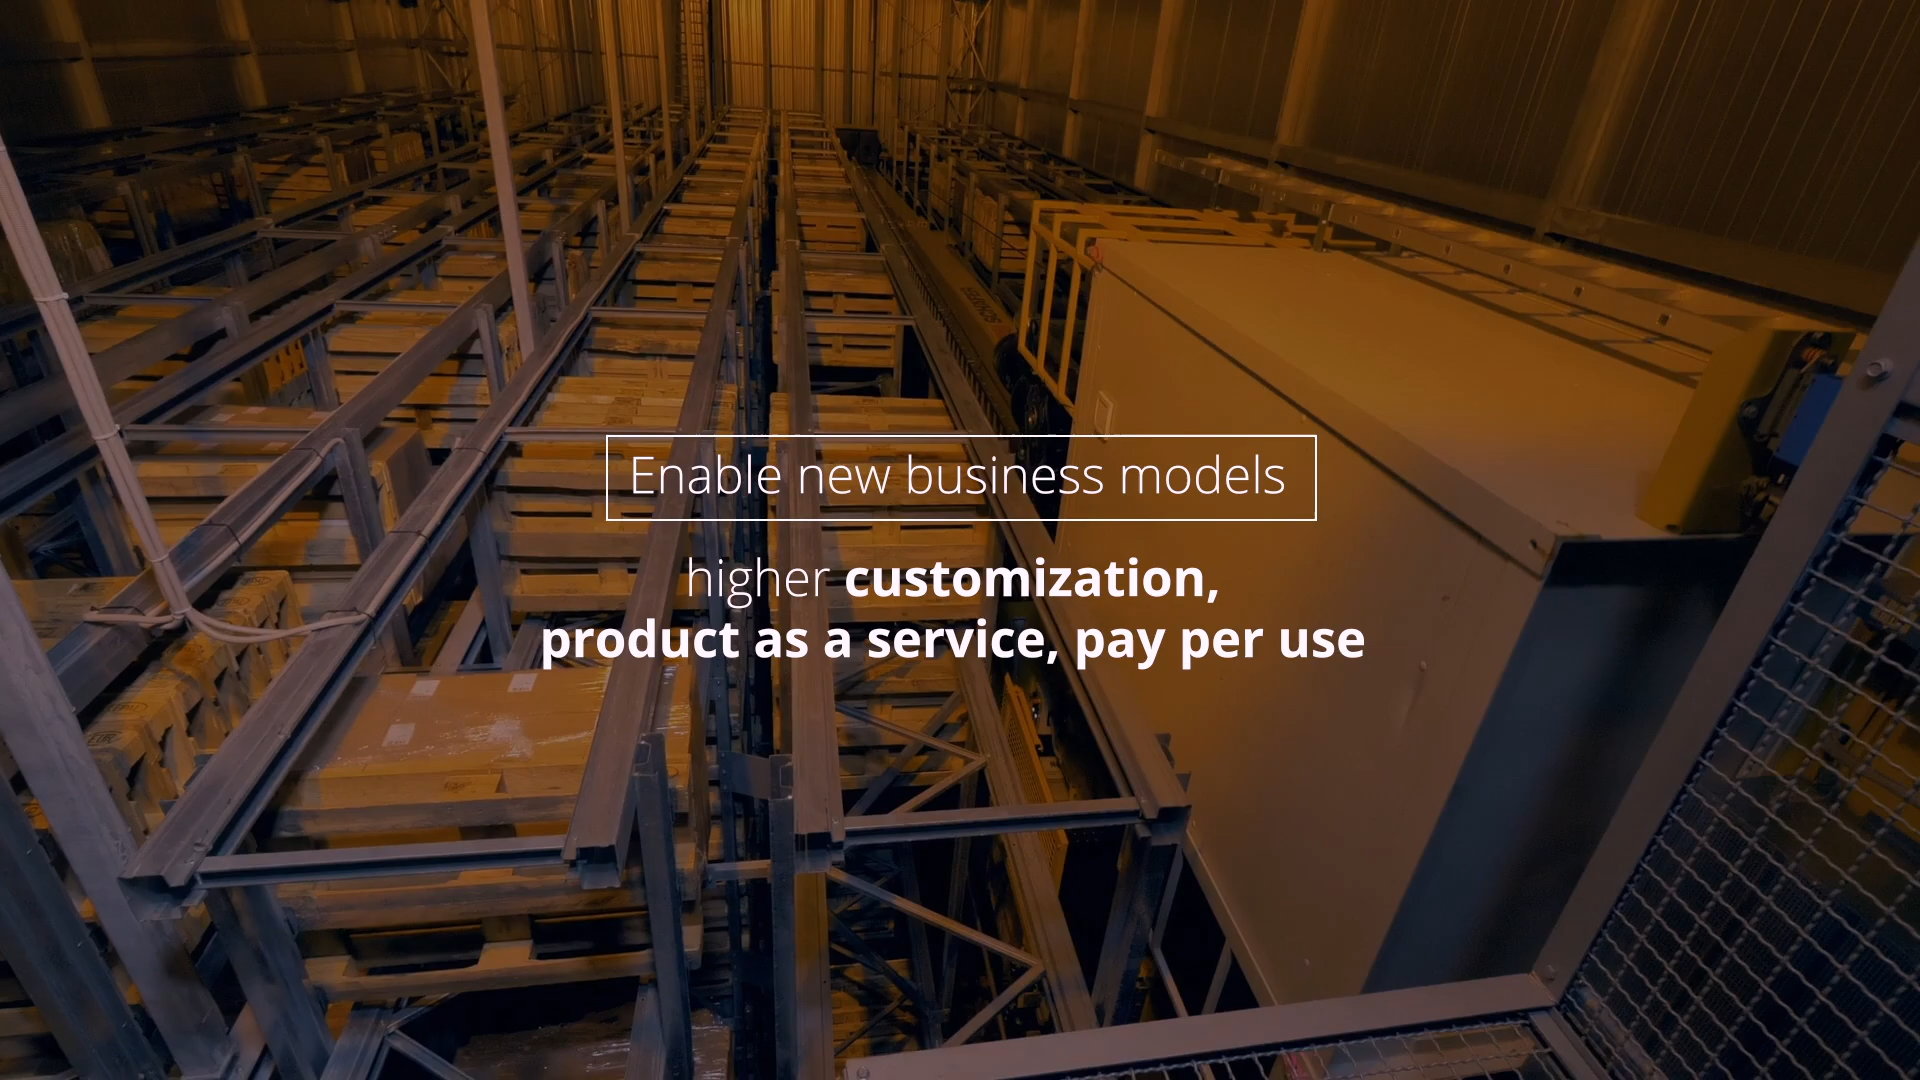 Enable new business models
higher customization,
product as a service, pay per use